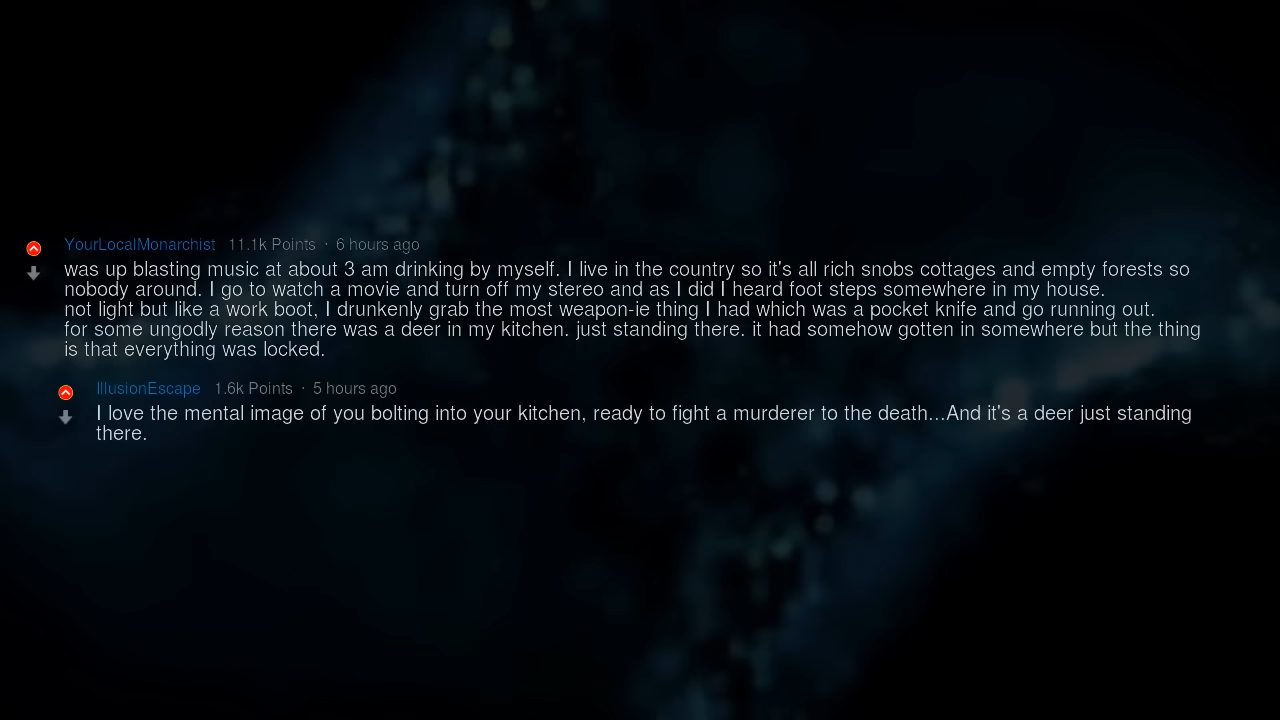 YourLocalMonarchist 11.1k Points · 6 hours ago
was up blasting music at about 3 am drinking by myself. I live in the country so it's all rich snobs cottages and empty forests so
nobody around. I go to watch a movie and turn off my stereo and as I did I heard foot steps somewhere in my house.
not light but like a work boot, I drunkenly grab the most weapon-ie thing I had which was a pocket knife and go running out.
for some ungodly reason there was a deer in my kitchen. just standing there. it had somehow gotten in somewhere but the thing
is that everything was locked.
IllusionEscape 1.6k Points · 5 hours ago
I love the mental image of you bolting into your kitchen, ready to fight a murderer to the death...And it's a deer just standing
there.